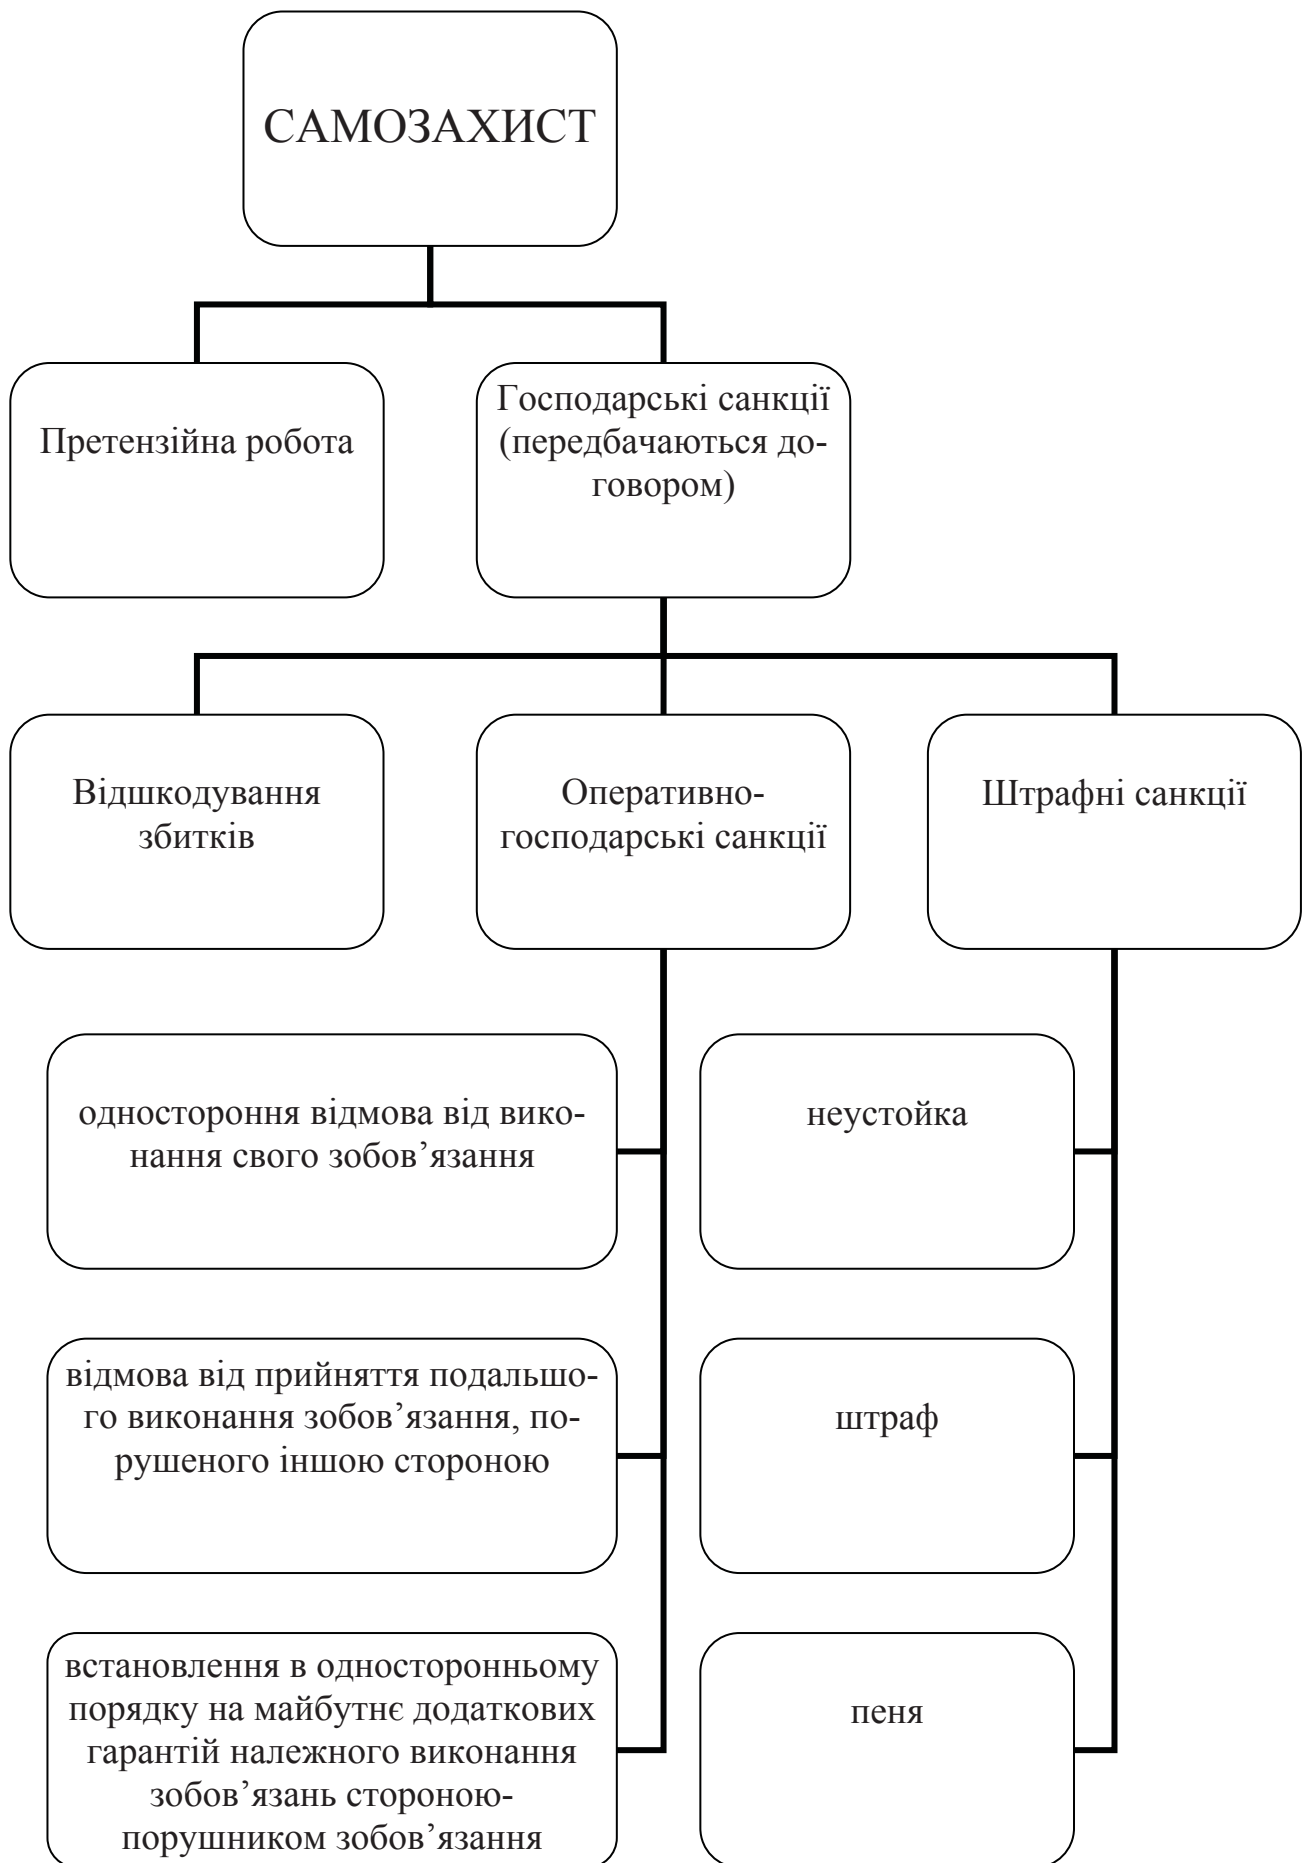 САМОЗАХИСТ
Претензійна робота
Господарські санкції
(передбачаються до-
говором)
Відшкодування
збитків
Оперативно-
господарські санкції
Штрафні санкції
одностороння відмова від вико-
нання свого зобов’язання
неустойка
відмова від прийняття подальшо-
го виконання зобов’язання, по-
рушеного іншою стороною
штраф
встановлення в односторонньому
порядку на майбутнє додаткових
гарантій належного виконання
зобов’язань стороною-
порушником зобов’язання
пеня